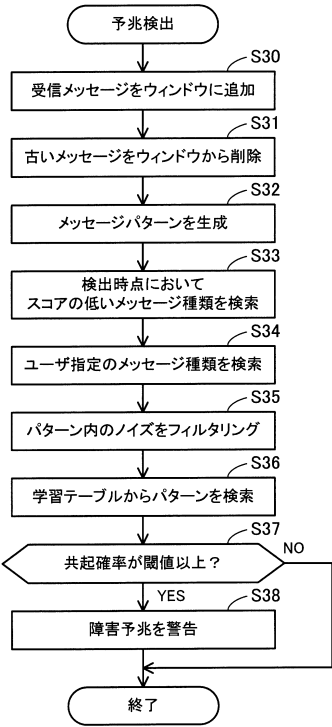 予兆検出
S30
受信メッセージをウィンドウに追加
S31
古いメッセージをウィンドウから削除
S32
メッセージパターンを生成
S33
検出時点において
スコアの低いメッセージ種類を検索
S34
ユーザ指定のメッセージ種類を検索
S35
パターン内のノイズをフィルタリング
S36
学習テーブルからパターンを検索
S37
共起確率が閾値以上？
NO
YES
S38
障害予兆を警告
終了